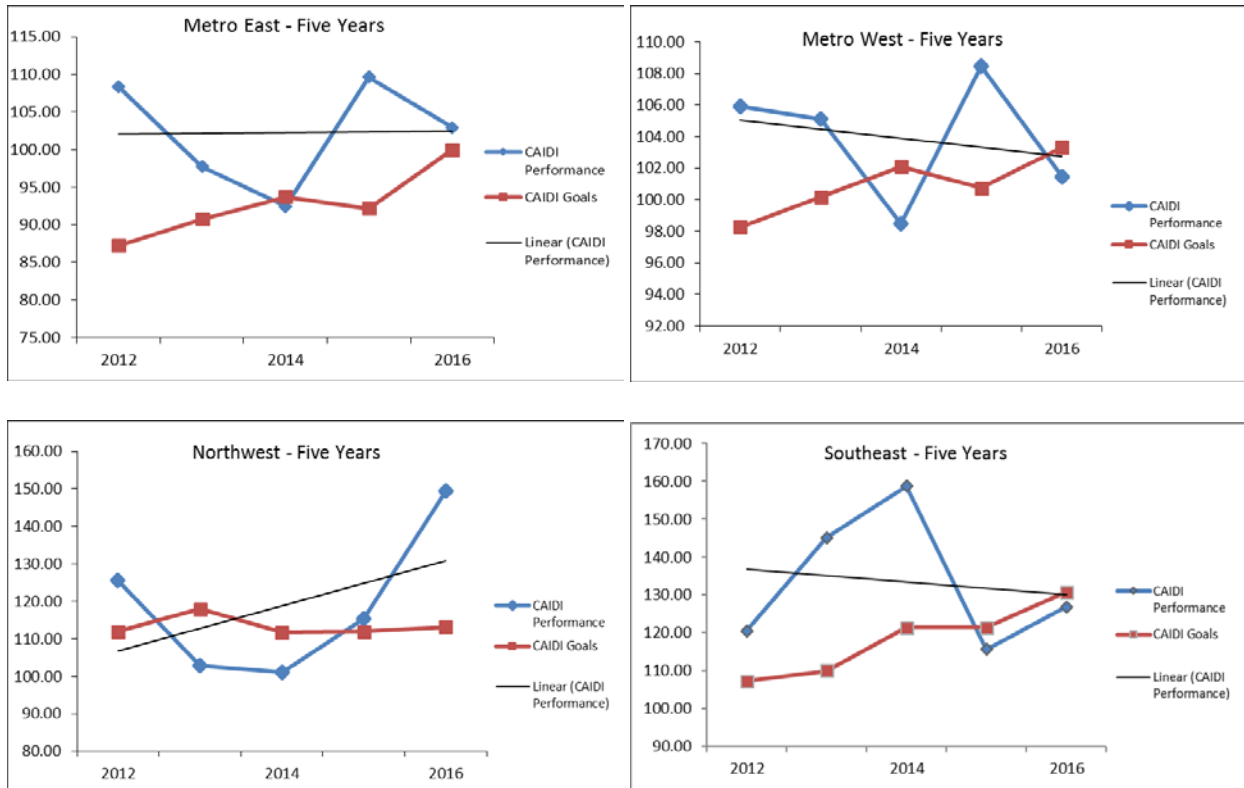 Metro East - Five Years
115.00
110.00
105.00
100.00
95.00
90.00
85.00
80.00
75.00
2012
2014
2016
CAIDI
Performance
CAIDI Goals
Linear (CAIDI
Performance)
Metro West - Five Years
110.00
108.00
106.00
104.00
102.00
100.00
98.00
96.00
94.00
92.00
2012
2014
2016
CAIDI
Performance
CAIDI Goals
Linear (CAIDI
Performance)
Northwest - Five Years
160.00
150.00
140.00
130.00
120.00
110.00
100.00
90.00
80.00
2012
2014
2016
CAIDI
Performance
CAIDI Goals
Linear (CAIDI
Performance)
Southeast - Five Years
170.00
160.00
150.00
140.00
130.00
120.00
110.00
100.00
90.00
2012
2014
2016
CAIDI
Performance
CAIDI Goals
Linear (CAIDI
Performance)